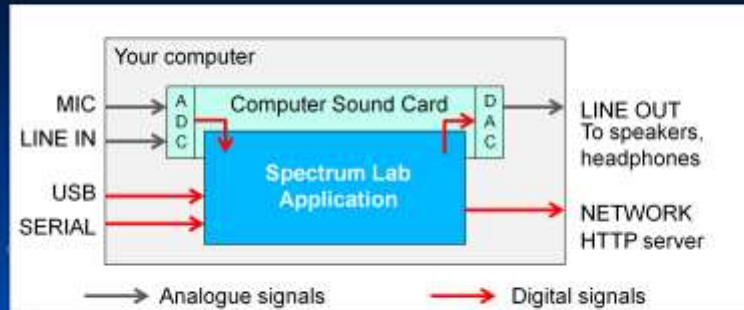 Your computer
MIC
LINE IN
USB
SERIAL
A
D
C
Computer Sound Card
D
A
C
Spectrum Lab
Application
LINE OUT
To speakers,
headphones
NETWORK
HTTP server
Analogue signals
Digital signals